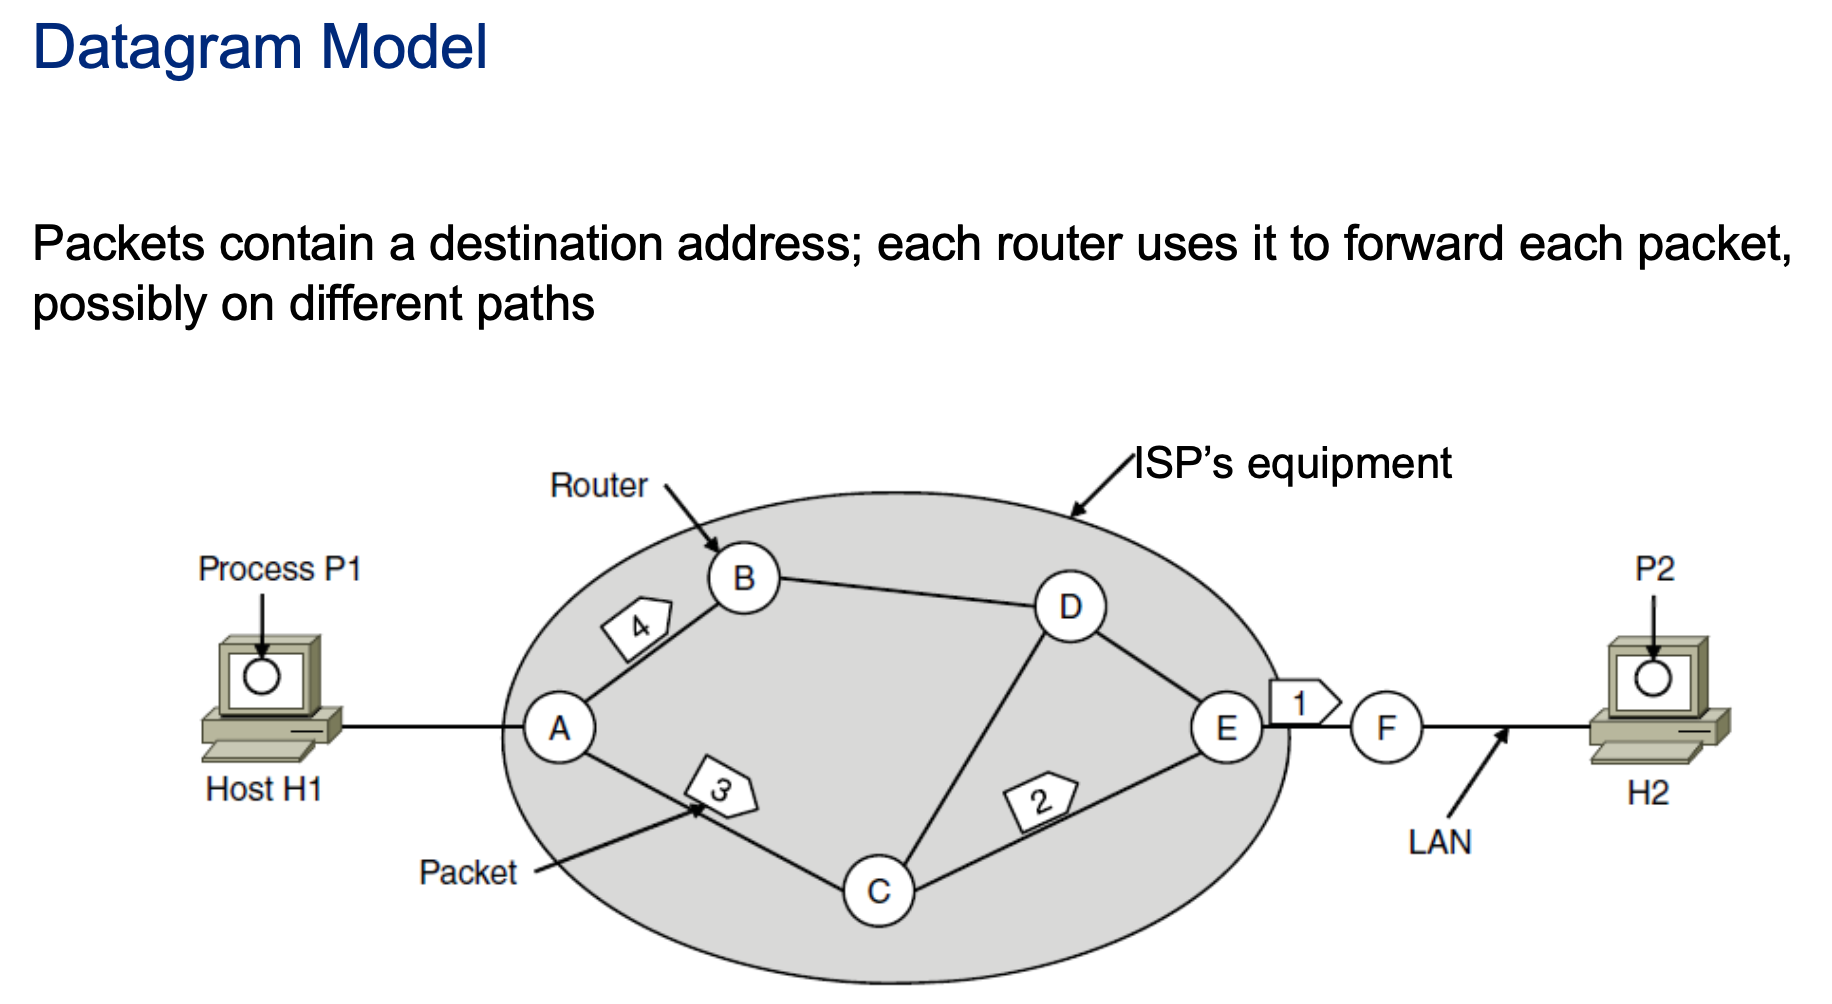 Datagram Model
Packets contain a destination address; each router uses it to forward each packet,
possibly on different paths
ISP's equipment
Router
Process P1
P2
B
D
4
A
1
E
F
3
2
Host H1
H2
LAN
Packet
C